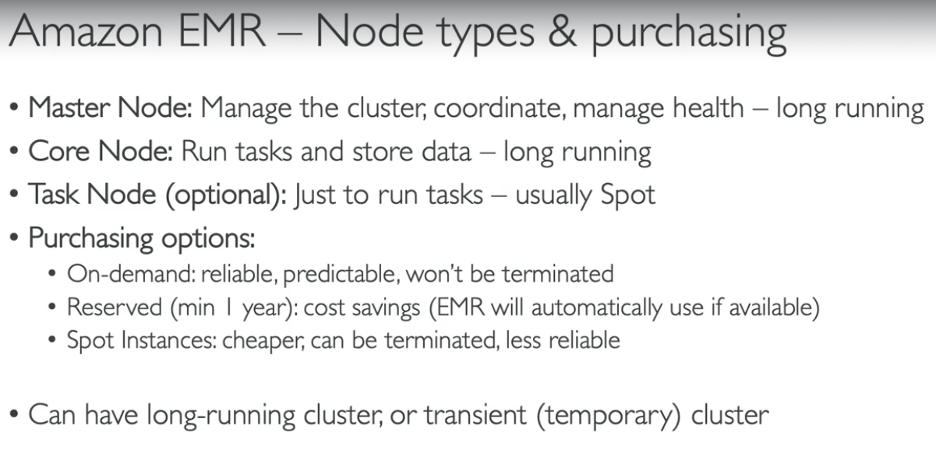 Amazon EMR – Node types & purchasing
• Master Node: Manage the cluster, coordinate, manage health – long running
• Core Node: Run tasks and store data – long running
• Task Node (optional): Just to run tasks – usually Spot
• Purchasing options:
• On-demand: reliable, predictable, won't be terminated
• Reserved (min 1 year): cost savings (EMR will automatically use if available)
• Spot Instances: cheaper, can be terminated, less reliable
• Can have long-running cluster, or transient (temporary) cluster